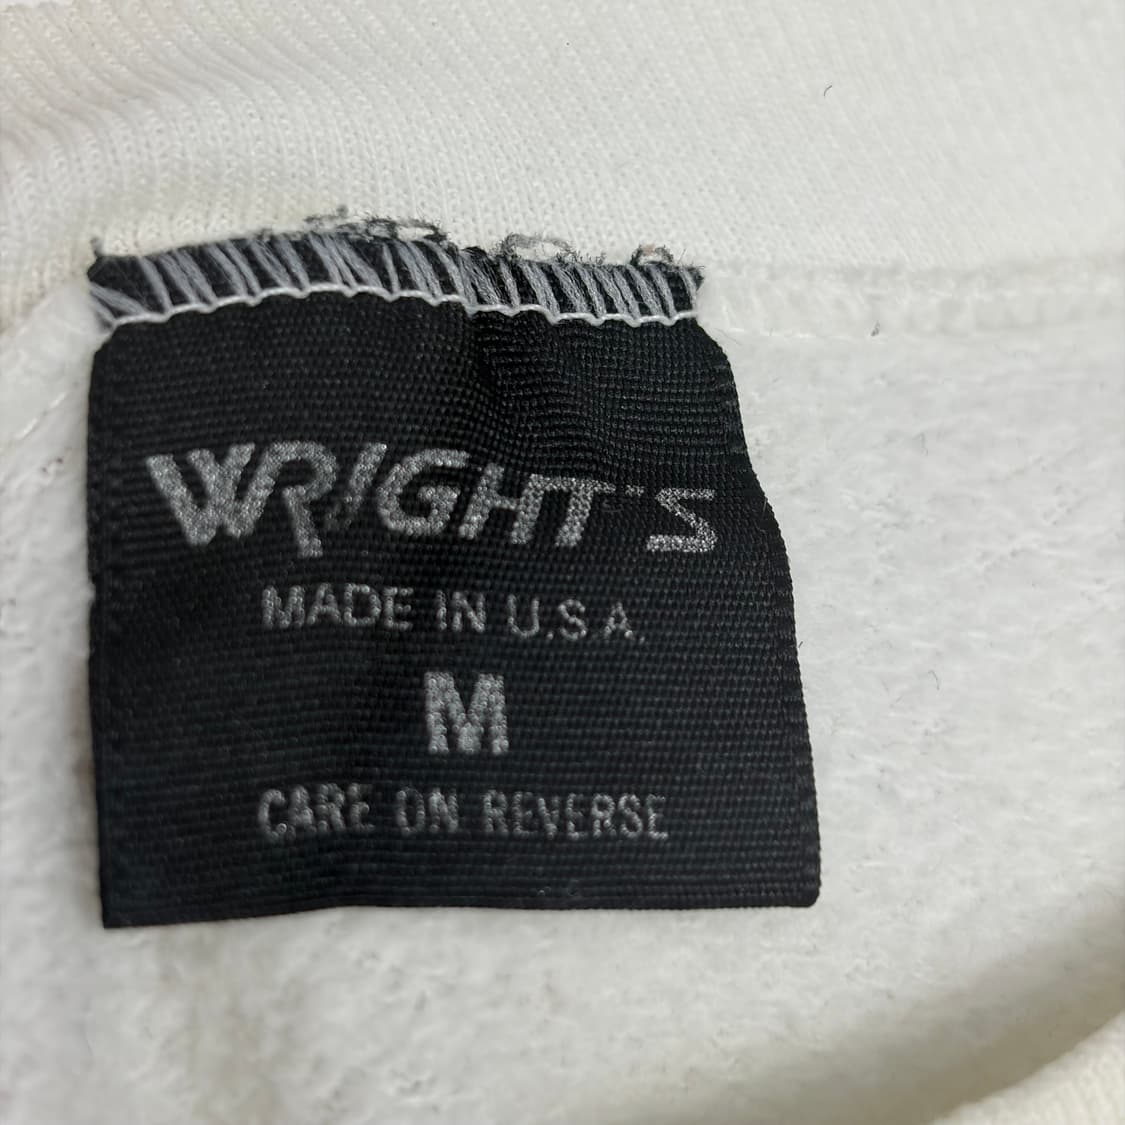 WRIGHT'S
MADE IN U.S.A.
M
CARE ON REVERSE